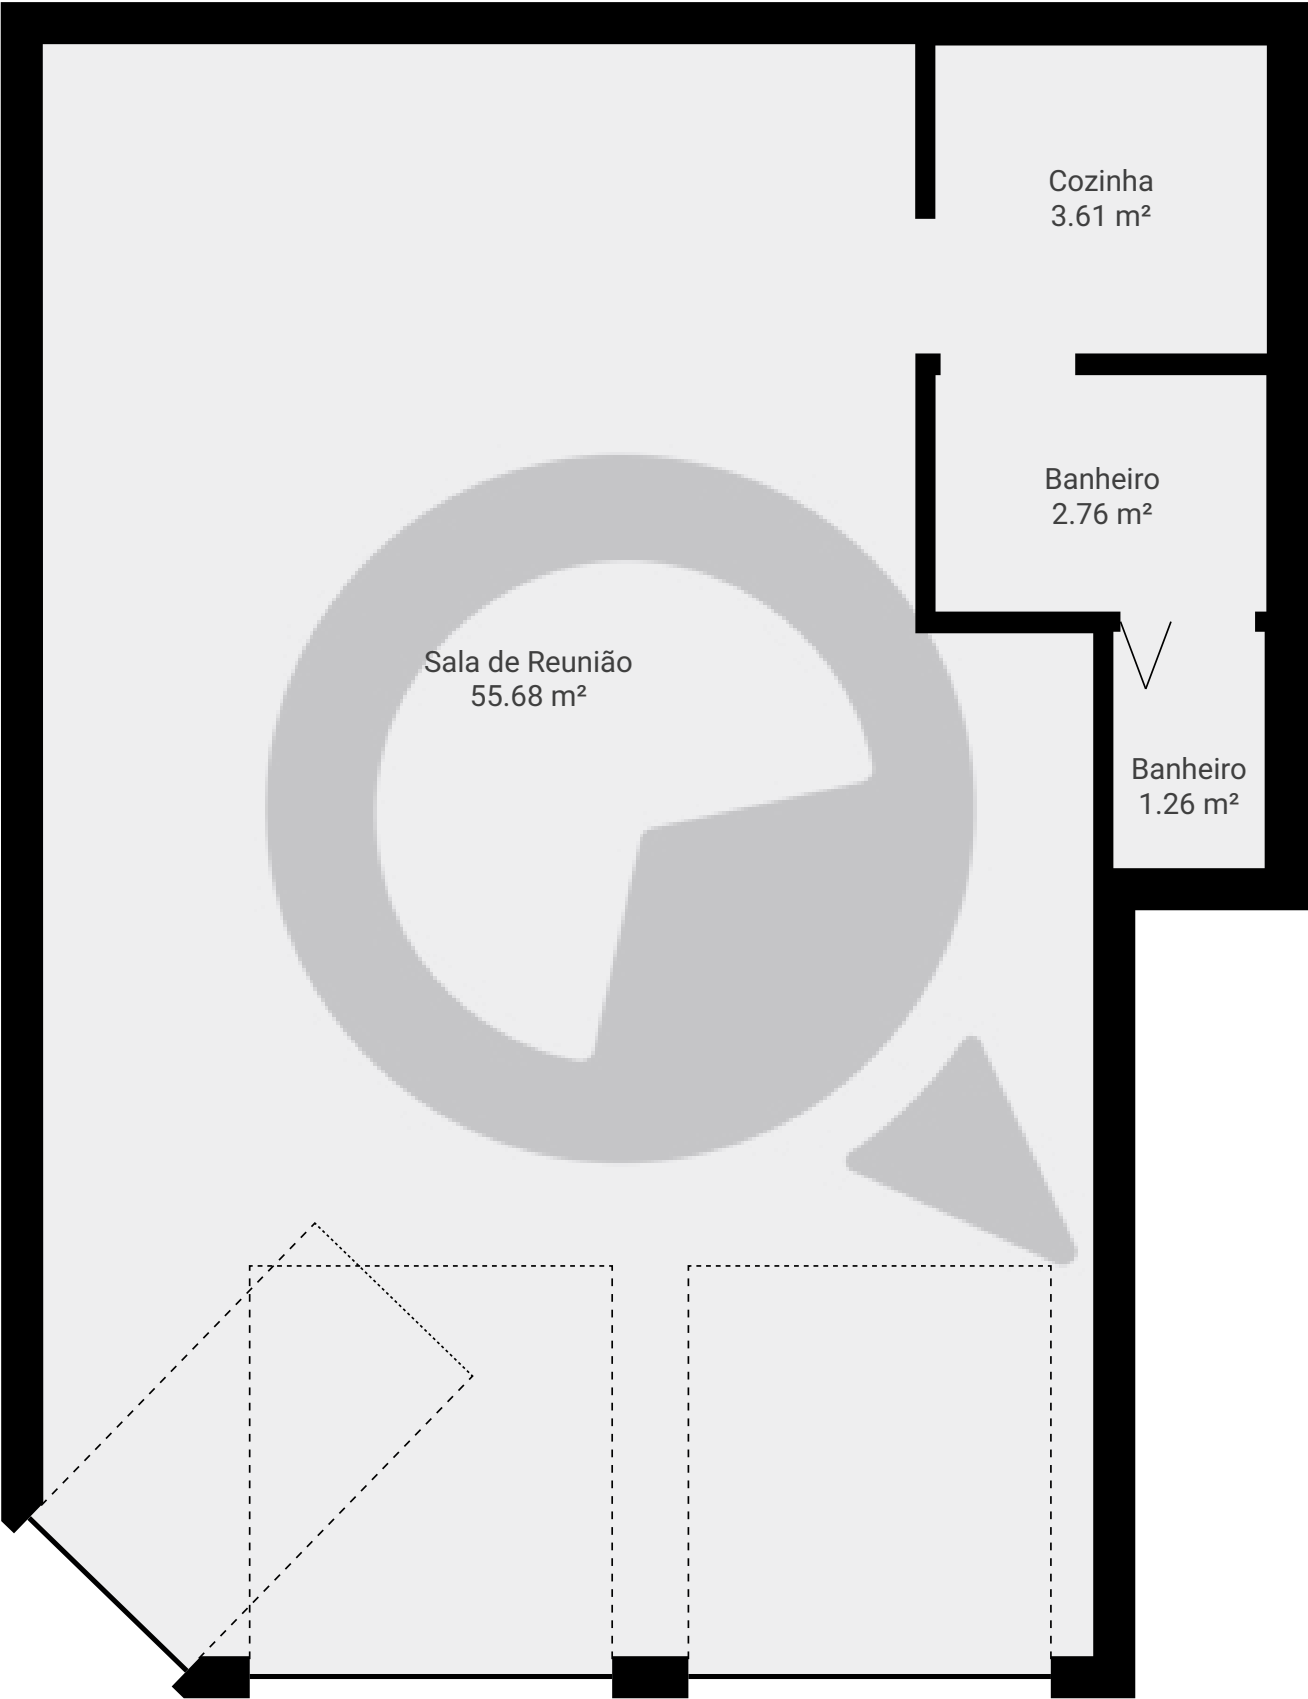 Cozinha
3.61 m²
Banheiro
2.76 m²
Sala de Reunião
55.68 m²
Banheiro
1.26 m²